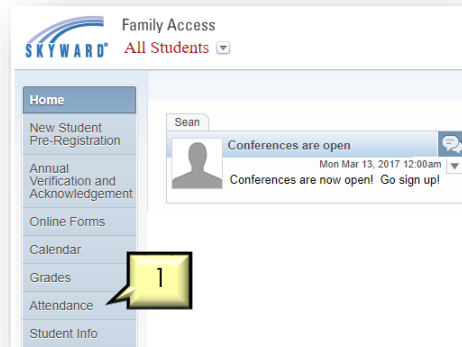 SKYWARD®
Family Access
All Students
Home
New Student
Pre-Registration
Annual
Verification and
Acknowledgement
Online Forms
Calendar
Grades
Attendance
Student Info
1
Sean
Conferences are open
Mon Mar 13, 2017 12:00am
Conferences are now open! Go sign up!